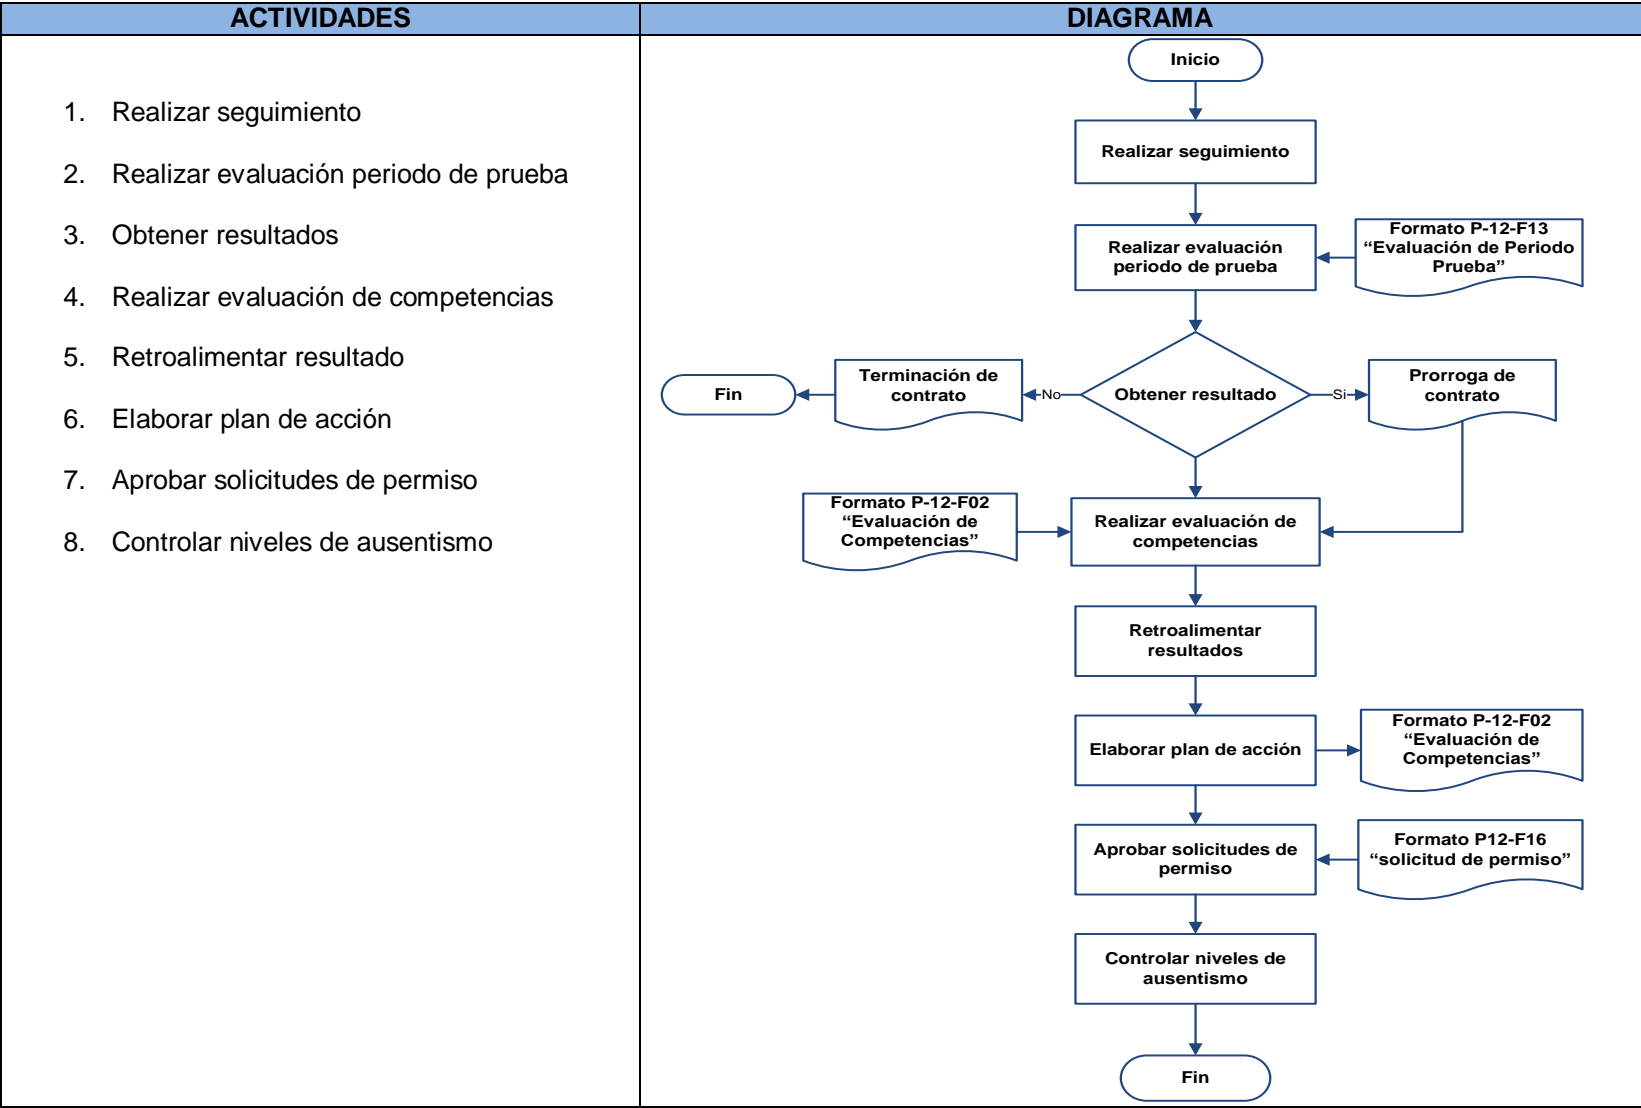 ACTIVIDADES
DIAGRAMA
1. Realizar seguimiento
2. Realizar evaluación periodo de prueba
3. Obtener resultados
4. Realizar evaluación de competencias
5. Retroalimentar resultado
6. Elaborar plan de acción
7. Aprobar solicitudes de permiso
8. Controlar niveles de ausentismo
Inicio
Realizar seguimiento
Realizar evaluación
periodo de prueba
Formato P-12-F13
“Evaluación de Periodo
Prueba”
Fin
Terminación de
contrato
No
Obtener resultado
Si
Prorroga de
contrato
Formato P-12-F02
“Evaluación de
Competencias”
Realizar evaluación de
competencias
Retroalimentar
resultados
Elaborar plan de acción
Formato P-12-F02
“Evaluación de
Competencias”
Aprobar solicitudes de
permiso
Formato P12-F16
“solicitud de permiso”
Controlar niveles de
ausentismo
Fin